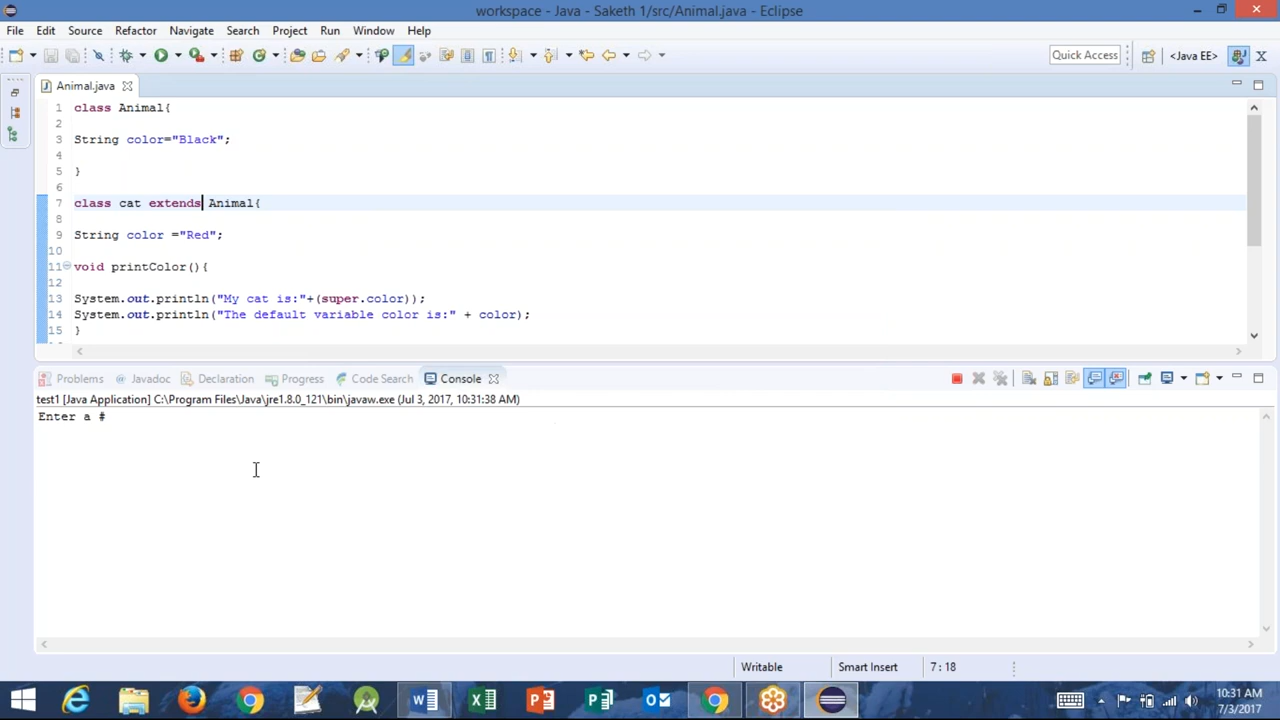 workspace - Java - Saketh 1/src/Animal.java - Eclipse
File Edit Source Refactor Navigate Search Project Run Window Help
Quick Access
<Java EE>
Animal.java
1 class Animal{
2
3 String color="Black";
4
5 }
6
7 class cat extends Animal{
8
9 String color ="Red";
10
11 void printColor(){
12
13 System.out.println("My cat is:"+(super.color));
14 System.out.println("The default variable color is:" + color);
15 }
Problems Javadoc Declaration Progress Code Search Console
test1 [Java Application] C:\Program Files\Java\jre1.8.0_121\bin\javaw.exe (Jul 3, 2017, 10:31:38 AM)
Enter a #
Writable Smart Insert 7 : 18
10:31 AM
7/3/2017